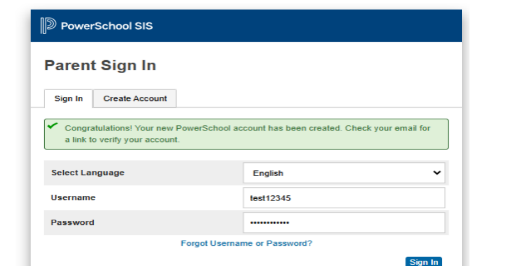 PowerSchool SIS
Parent Sign In
Sign In Create Account
Congratulations! Your new PowerSchool account has been created. Check your email for
a link to verify your account.
Select Language English
Username test12345
Password ••••••••••••
Forgot Username or Password?
Sign In